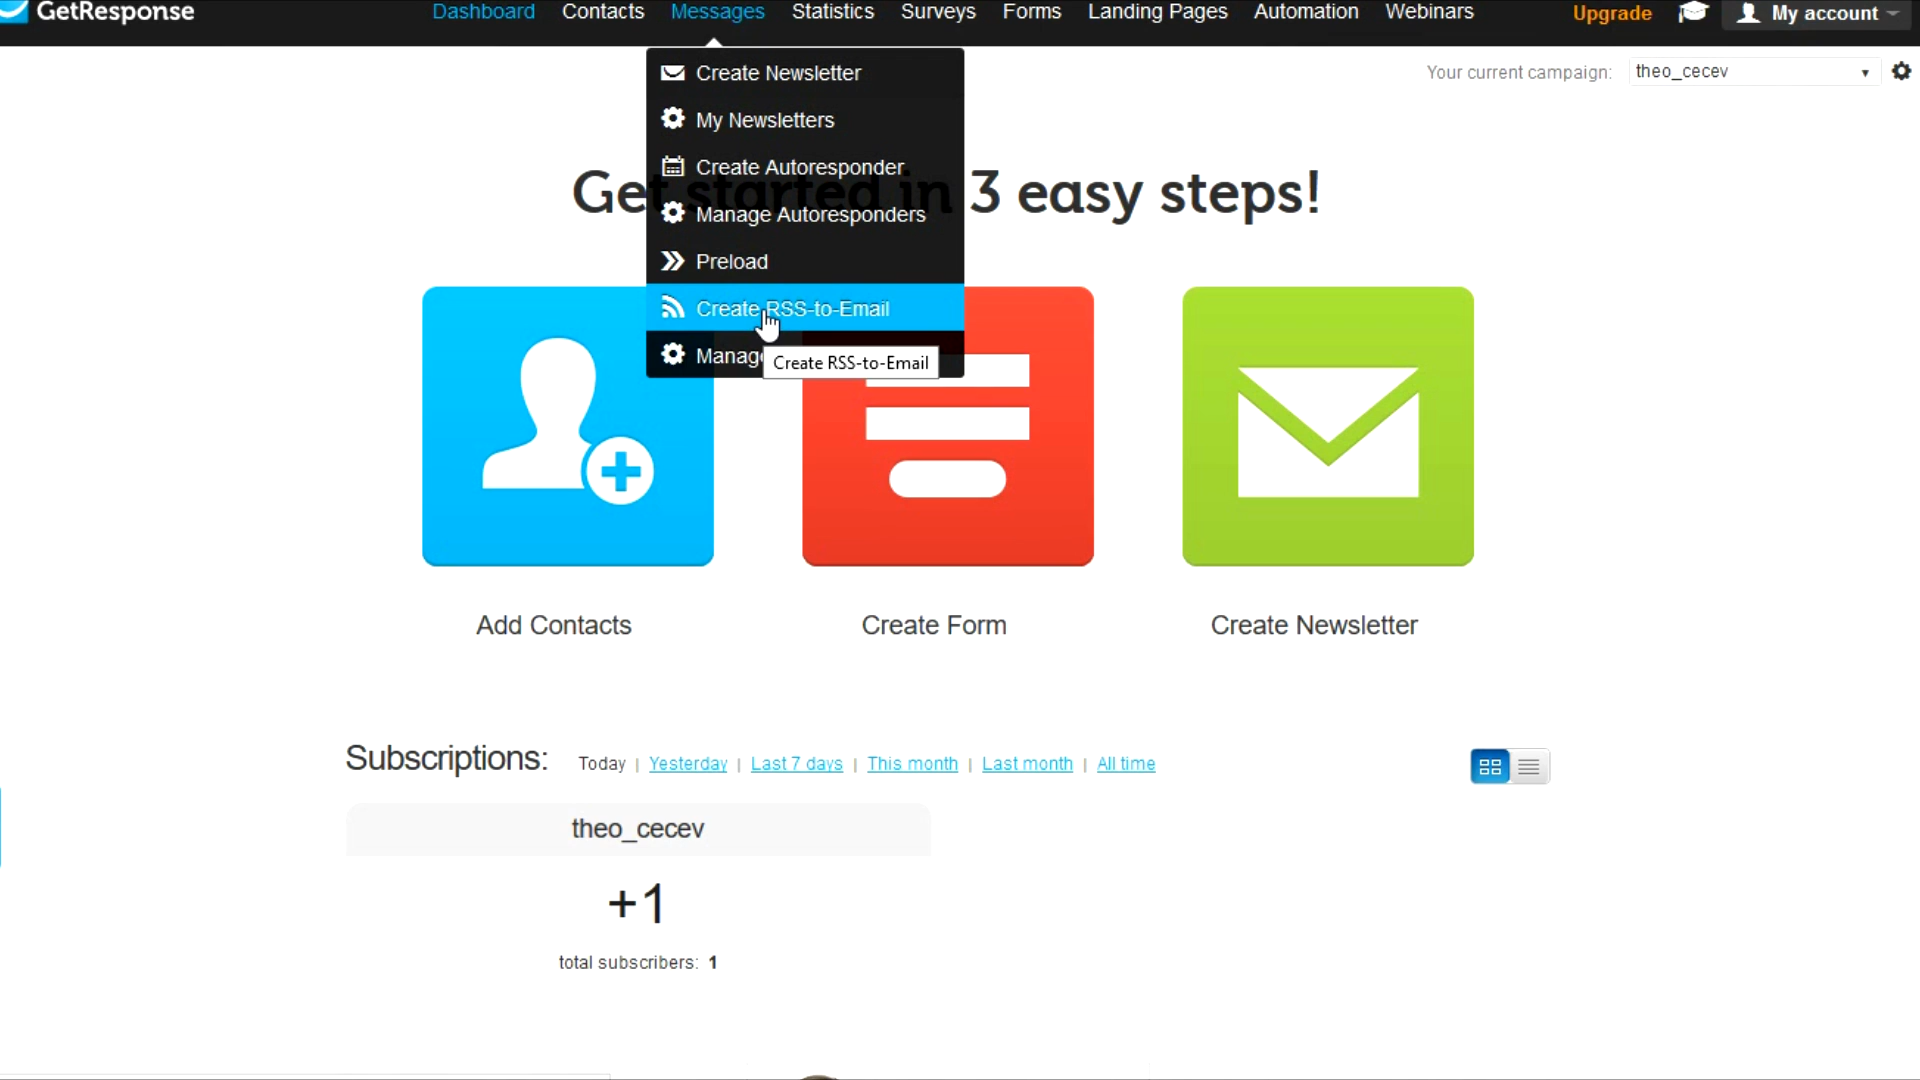 GetResponse
Dashboard Contacts Messages Statistics Surveys Forms Landing Pages Automation Webinars Upgrade My account
Your current campaign: theo_cecev
Create Newsletter
My Newsletters
Create Autoresponder
Manage Autoresponders
Preload
Create RSS-to-Email
Create RSS-to-Email
Get started in 3 easy steps!
Add Contacts Create Form Create Newsletter
Subscriptions: Today | Yesterday | Last 7 days | This month | Last month | All time
theo_cecev
+1
total subscribers: 1